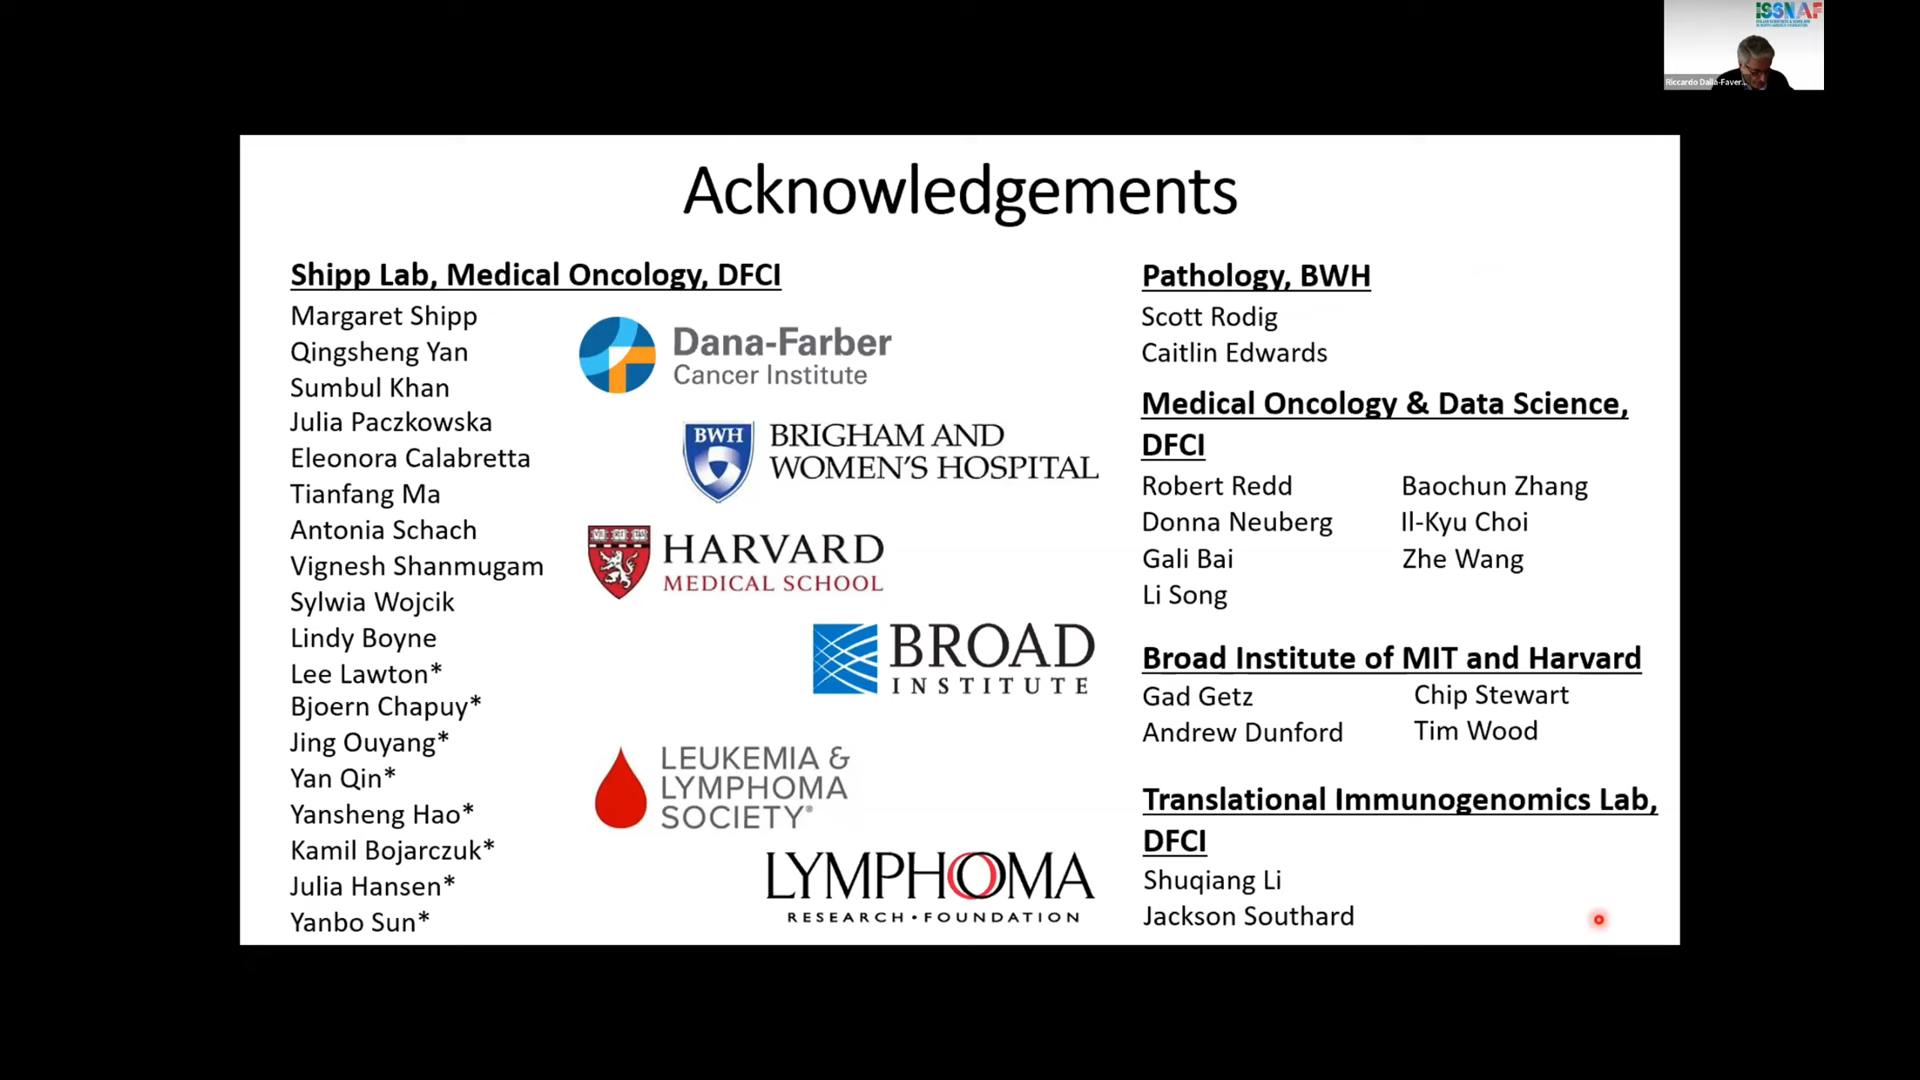 ISSNAF
Riccardo Dalla-Faver...
Acknowledgements
Shipp Lab, Medical Oncology, DFCI
Margaret Shipp
Qingsheng Yan
Sumbul Khan
Julia Paczkowska
Eleonora Calabretta
Tianfang Ma
Antonia Schach
Vignesh Shanmugam
Sylwia Wojcik
Lindy Boyne
Lee Lawton*
Bjoern Chapuy*
Jing Ouyang*
Yan Qin*
Yansheng Hao*
Kamil Bojarczuk*
Julia Hansen*
Yanbo Sun*
Dana-Farber
Cancer Institute
BWH
BRIGHAM AND
WOMEN'S HOSPITAL
HARVARD
MEDICAL SCHOOL
BROAD
INSTITUTE
LEUKEMIA &
LYMPHOMA
SOCIETY®
LYMPHOMA
RESEARCH • FOUNDATION
Pathology, BWH
Scott Rodig
Caitlin Edwards
Medical Oncology & Data Science,
DFCI
Robert Redd
Donna Neuberg
Gali Bai
Li Song
Baochun Zhang
Il-Kyu Choi
Zhe Wang
Broad Institute of MIT and Harvard
Gad Getz
Andrew Dunford
Chip Stewart
Tim Wood
Translational Immunogenomics Lab,
DFCI
Shuqiang Li
Jackson Southard